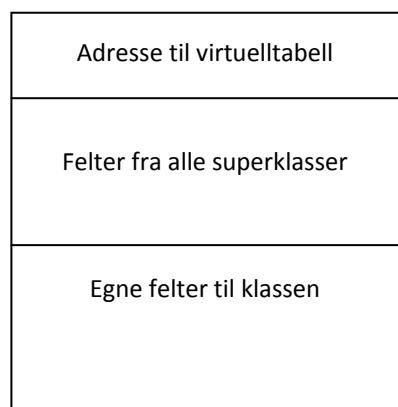 Adresse til virtuelltabell
Felter fra alle superklasser
Egne felter til klassen